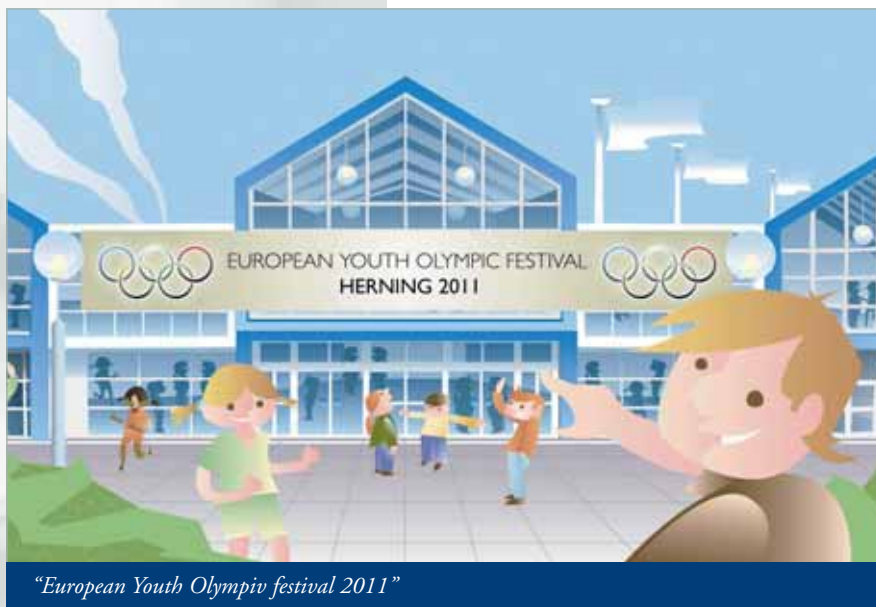 EUROPEAN YOUTH OLYMPIC FESTIVAL
HERNING 2011
“European Youth Olympiv festival 2011”